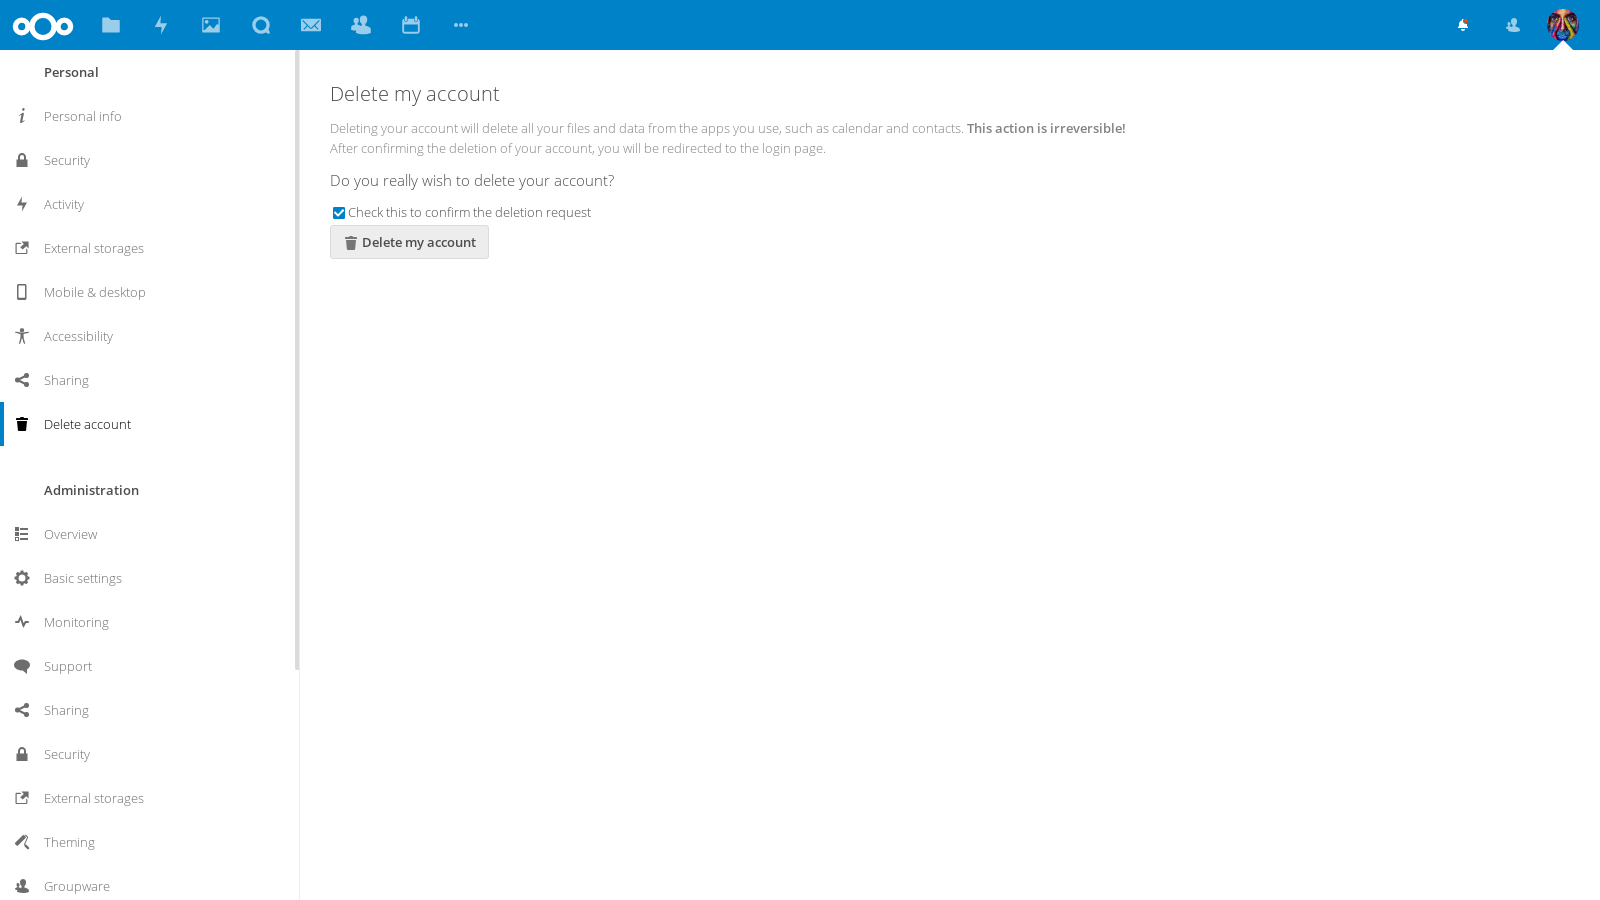 Personal
Personal info
Security
Activity
External storages
Mobile & desktop
Accessibility
Sharing
Delete account
Administration
Overview
Basic settings
Monitoring
Support
Sharing
Security
External storages
Theming
Groupware
Delete my account
Deleting your account will delete all your files and data from the apps you use, such as calendar and contacts. This action is irreversible!
After confirming the deletion of your account, you will be redirected to the login page.
Do you really wish to delete your account?
Check this to confirm the deletion request
Delete my account